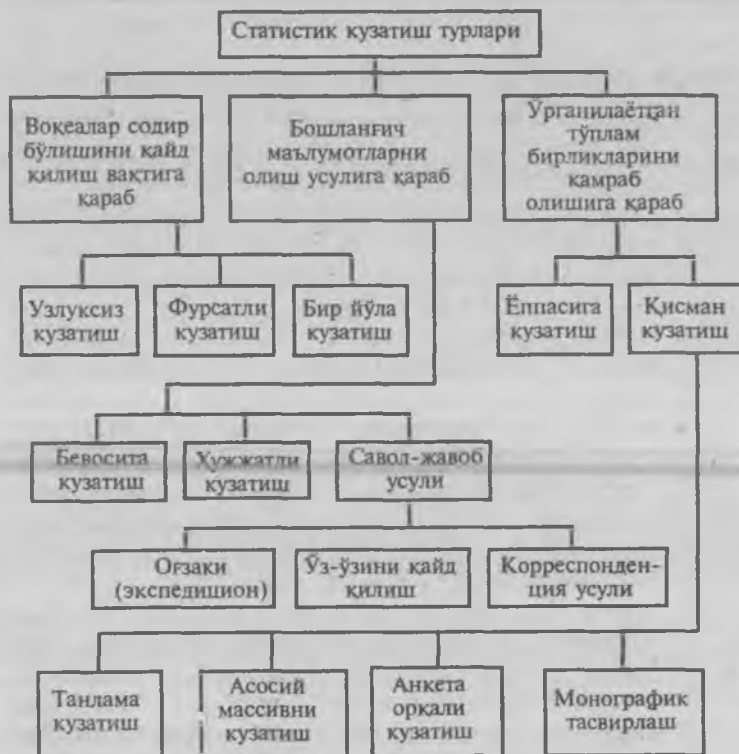 Статистик кузатиш турлари
Воқеалар содир
бўлишини қайд
қилиш вақтига
қараб
Бошланғич
маълумотларни
олиш усулига қараб
Ўрганилаётган
тўплам
бирликларини
қамраб
олишига қараб
Узлуксиз
кузатиш
Фурсатли
кузатиш
Бир йўла
кузатиш
Ёппасига
кузатиш
Қисман
кузатиш
Бевосита
кузатиш
Ҳужжатли
кузатиш
Савол-жавоб
усули
Оғзаки
(экспедицион)
Ўз-ўзини қайд
қилиш
Корреспонден-
ция усули
Танлама
кузатиш
Асосий
массивни
кузатиш
Анкета
орқали
кузатиш
Монографик
тасвирлаш